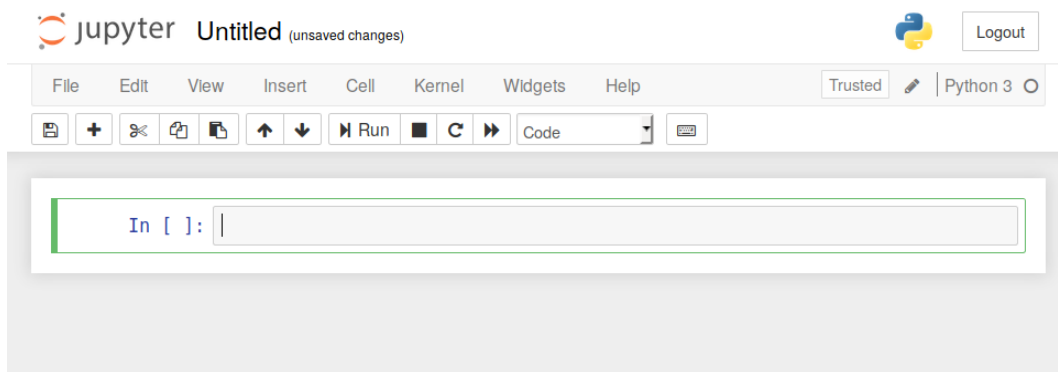 jupyter Untitled (unsaved changes) Logout
File Edit View Insert Cell Kernel Widgets Help Trusted Python 3
Run Code
In [ ]: